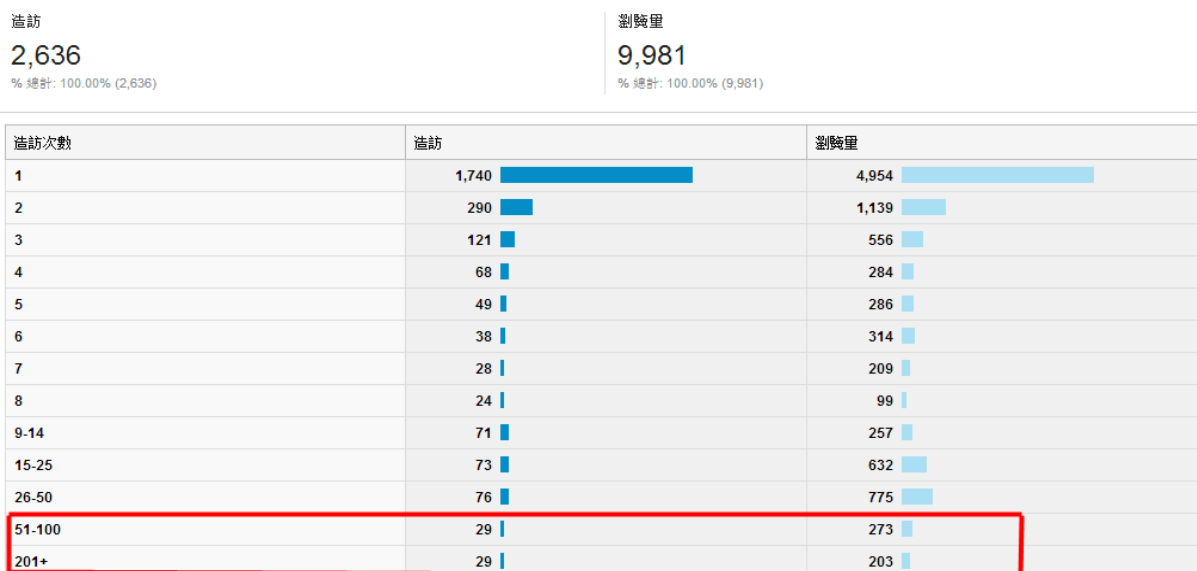 造訪 瀏覽量
2,636 9,981
% 總計: 100.00% (2,636) % 總計: 100.00% (9,981)
造訪次數 造訪 瀏覽量
1 1,740 4,954
2 290 1,139
3 121 556
4 68 284
5 49 286
6 38 314
7 28 209
8 24 99
9-14 71 257
15-25 73 632
26-50 76 775
51-100 29 273
201+ 29 203